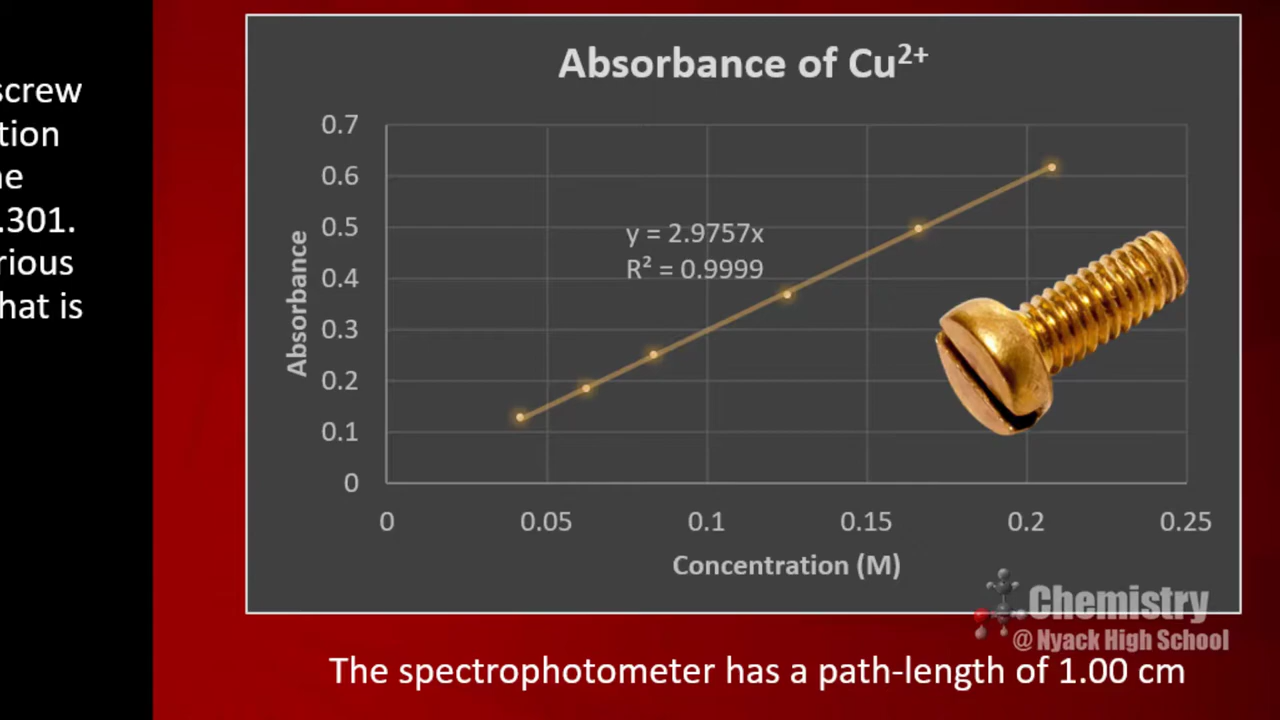 screw
tion
.301.
rious
hat is
Absorbance of Cu²⁺
0.7
0.6
0.5
0.4
0.3
0.2
0.1
0
Absorbance
y = 2.9757x
R² = 0.9999
0 0.05 0.1 0.15 0.2 0.25
Concentration (M)
Chemistry
@ Nyack High School
The spectrophotometer has a path-length of 1.00 cm